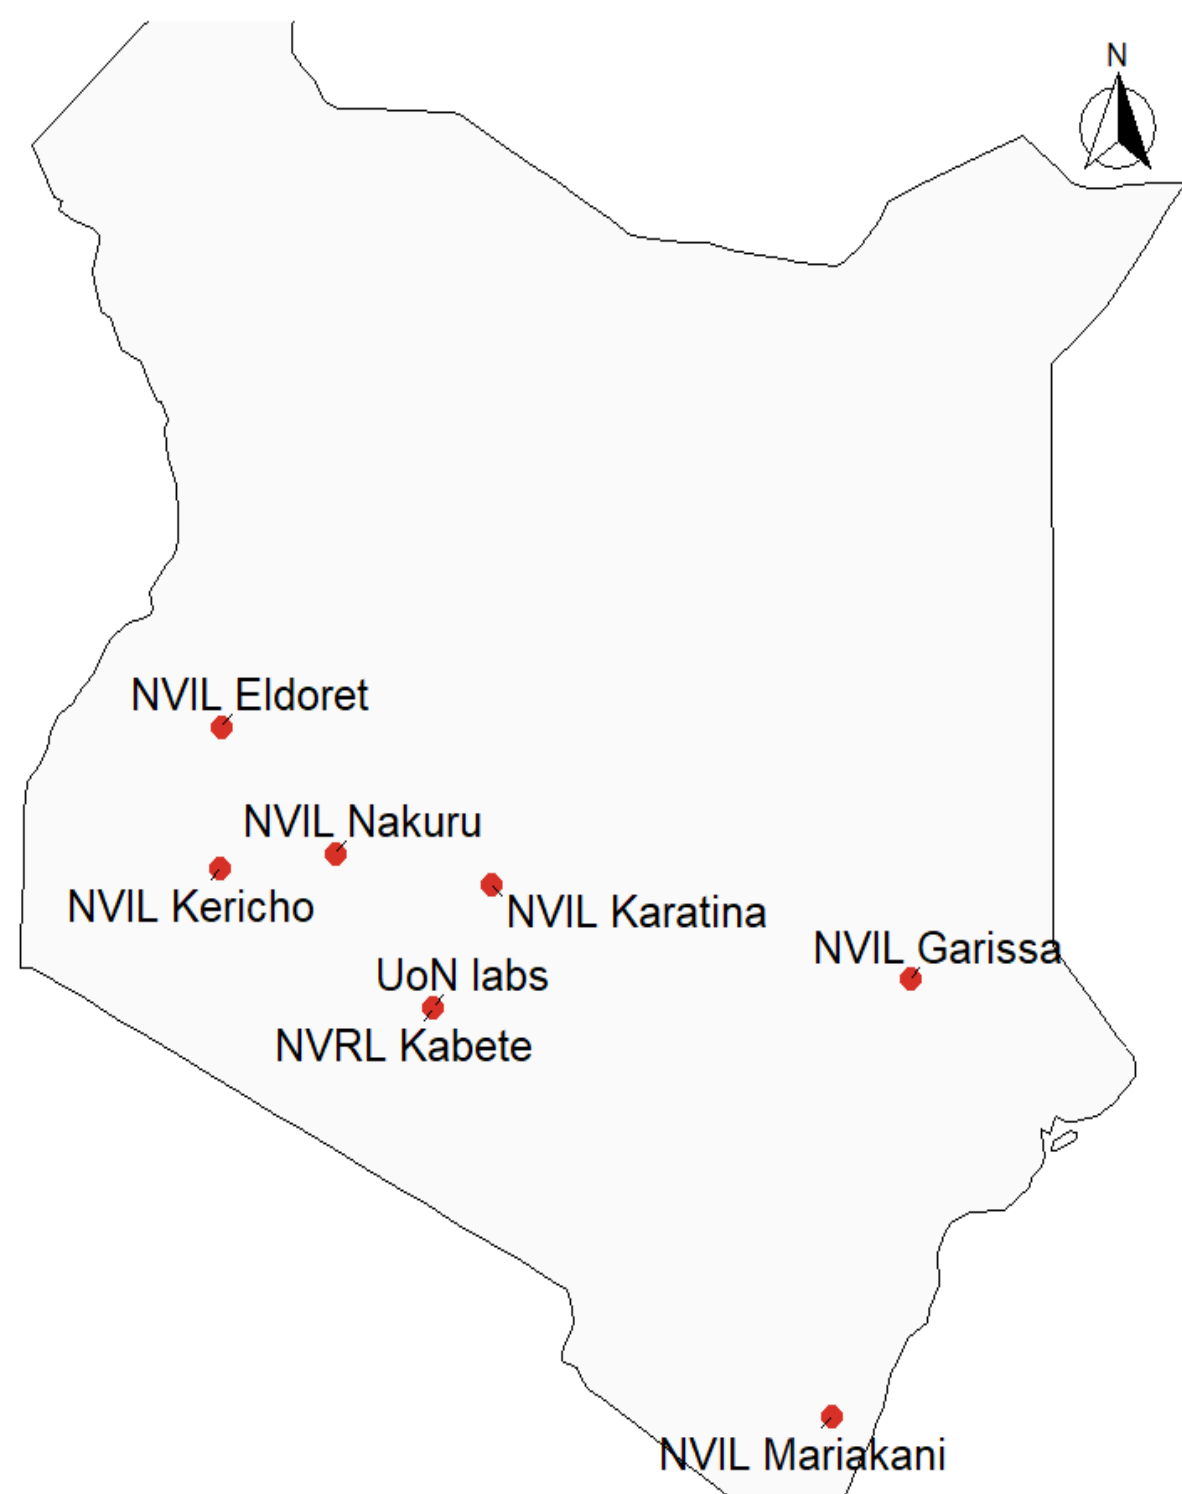 N
NVIL Eldoret
NVIL Nakuru
NVIL Kericho
NVIL Karatina
NVIL Garissa
UoN labs
NVRL Kabete
NVIL Mariakani